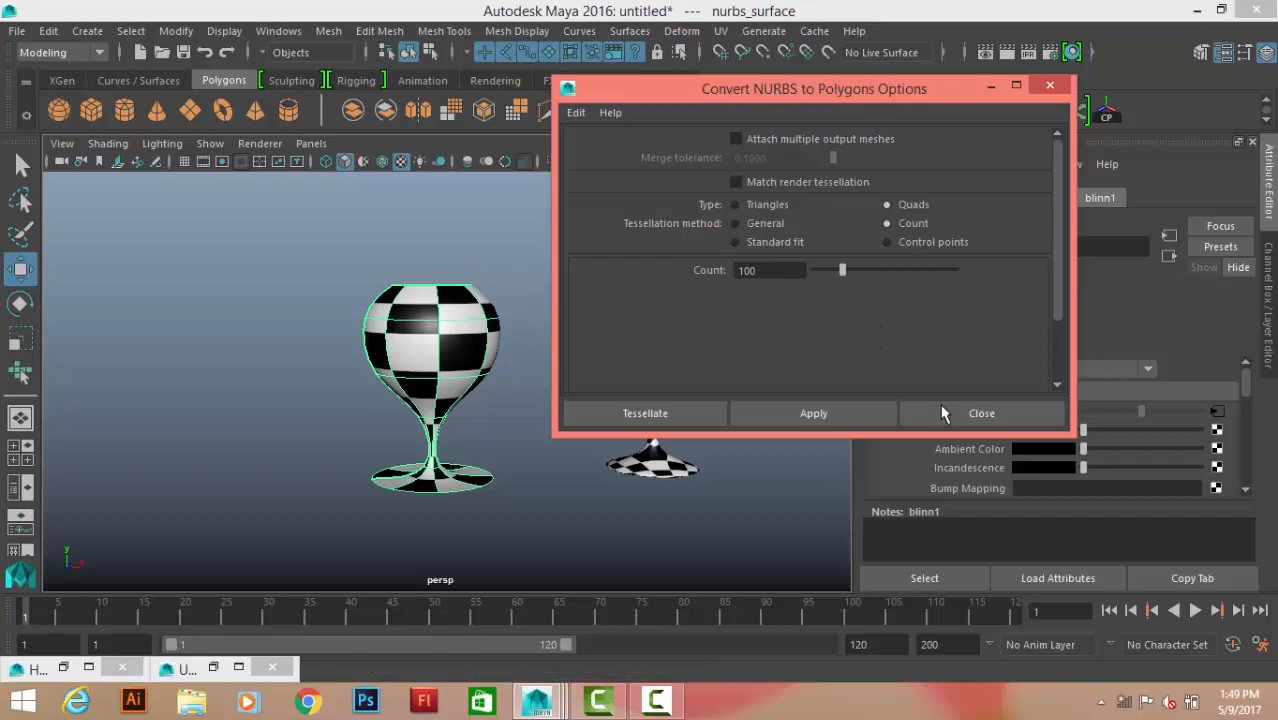 Autodesk Maya 2016: untitled* --- nurbs_surface
File Edit Create Select Modify Display Windows Mesh Edit Mesh Mesh Tools Mesh Display Curves Surfaces Deform UV Generate Cache Help
Modeling Objects No Live Surface
XGen Curves / Surfaces Polygons Sculpting Rigging Animation Rendering
Convert NURBS to Polygons Options
Edit Help
CP
View Shading Lighting Show Renderer Panels
Attach multiple output meshes
Merge tolerance: 0.1000
Match render tessellation
Type: Triangles Quads
Tessellation method: General Count
Standard fit Control points
Count: 100
Tessellate Apply Close
blinn1
Focus
Presets
Show Hide
Attribute Editor
Channel Box / Layer Editor
Ambient Color
Incandescence
Bump Mapping
Notes: blinn1
Select Load Attributes Copy Tab
y
x
persp
5 10 15 20 25 30 35 40 45 50 55 60 65 70 75 80 85 90 95 100 105 110 115 12
1
1
1 1 1 120 120 200 No Anim Layer No Character Set
H... U...
Ai Ps Fl MAYA C C
1:49 PM
5/9/2017